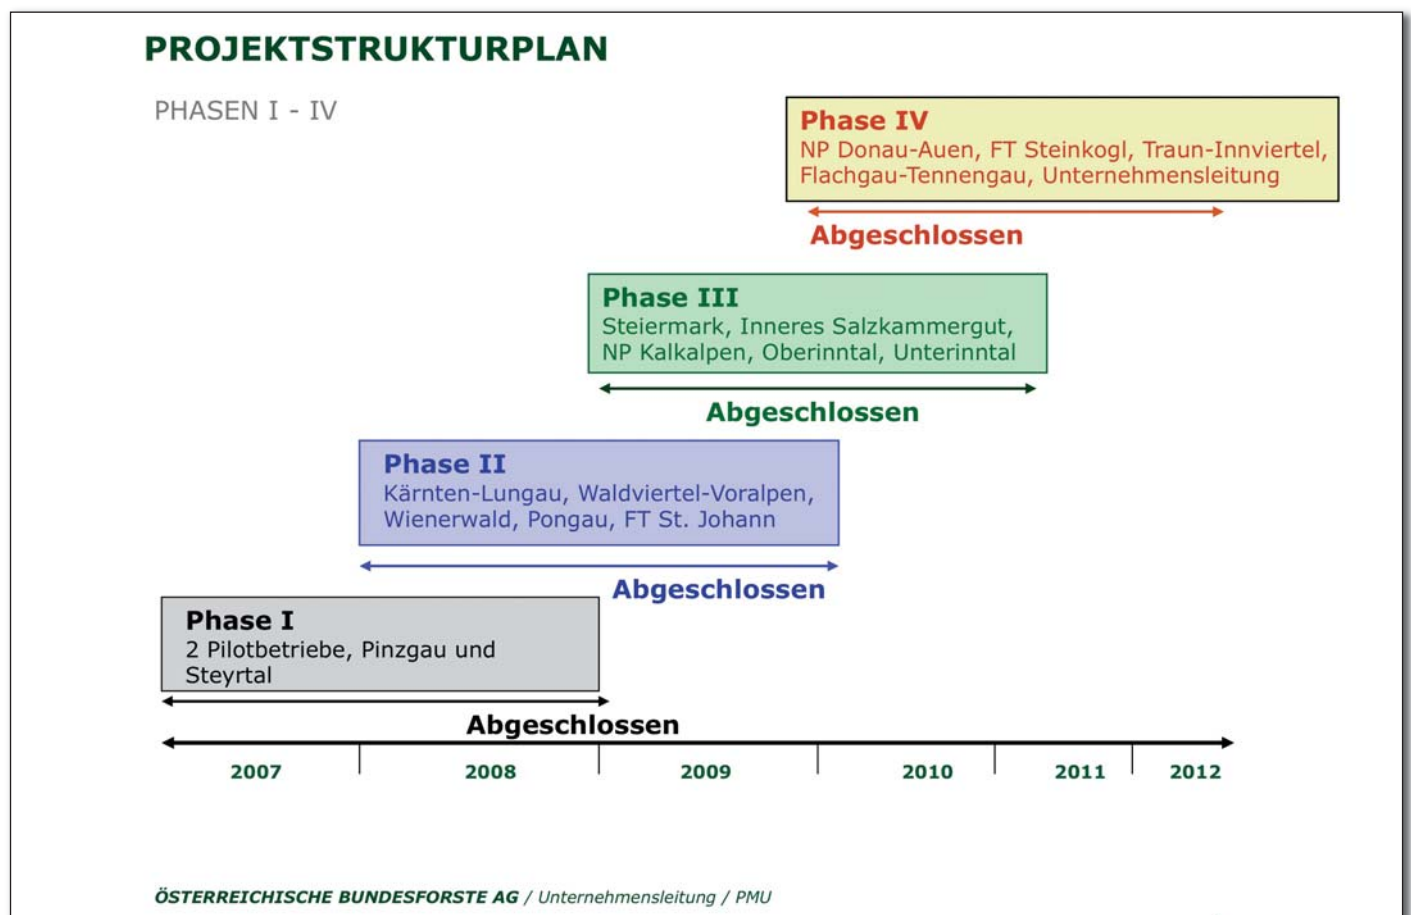 PROJEKTSTRUKTURPLAN
PHASEN I - IV
Phase IV
NP Donau-Auen, FT Steinkogl, Traun-Innviertel,
Flachgau-Tennengau, Unternehmensleitung
Abgeschlossen
Phase III
Steiermark, Inneres Salzkammergut,
NP Kalkalpen, Oberinntal, Unterinntal
Abgeschlossen
Phase II
Kärnten-Lungau, Waldviertel-Voralpen,
Wienerwald, Pongau, FT St. Johann
Abgeschlossen
Phase I
2 Pilotbetriebe, Pinzgau und
Steyrtal
Abgeschlossen
2007 2008 2009 2010 2011 2012
ÖSTERREICHISCHE BUNDESFORSTE AG / Unternehmensleitung / PMU